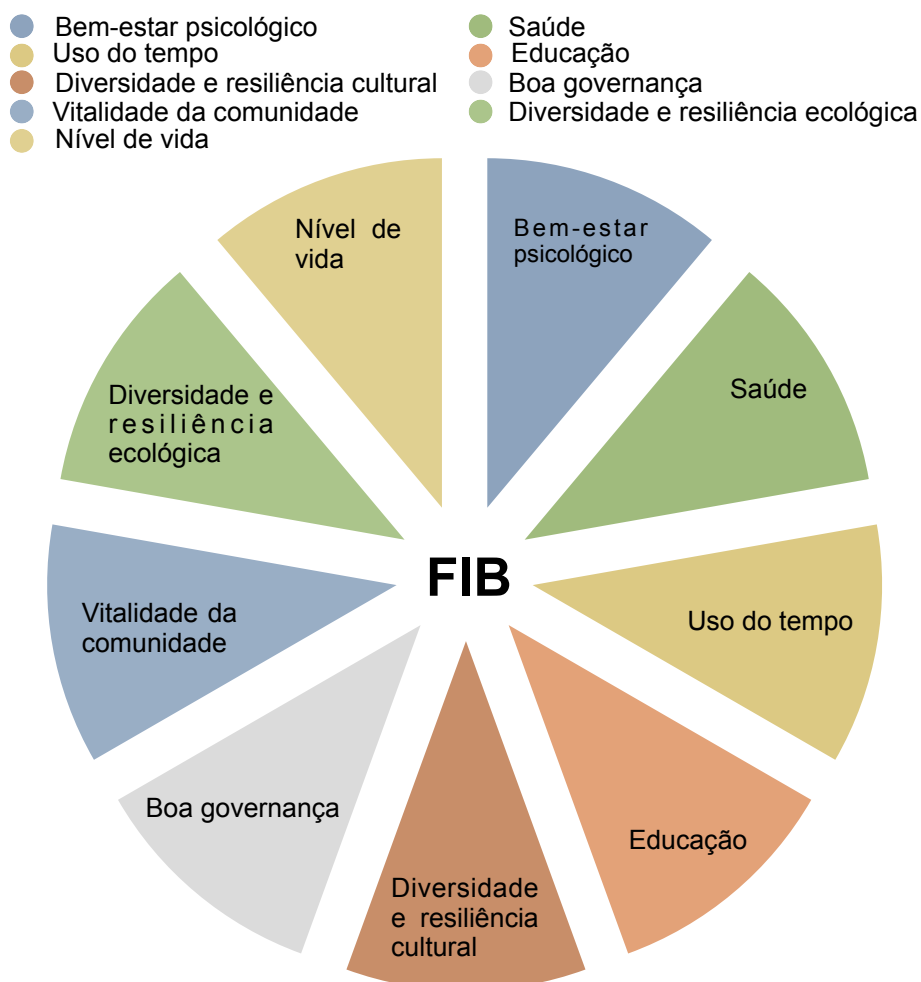 Bem-estar psicológico
Uso do tempo
Diversidade e resiliência cultural
Vitalidade da comunidade
Nível de vida
Saúde
Educação
Boa governança
Diversidade e resiliência ecológica
Nível de
vida
Bem-estar
psicológico
Diversidade e
resiliência
ecológica
Saúde
FIB
Vitalidade da
comunidade
Uso do tempo
Boa governança
Educação
Diversidade
e resiliência
cultural